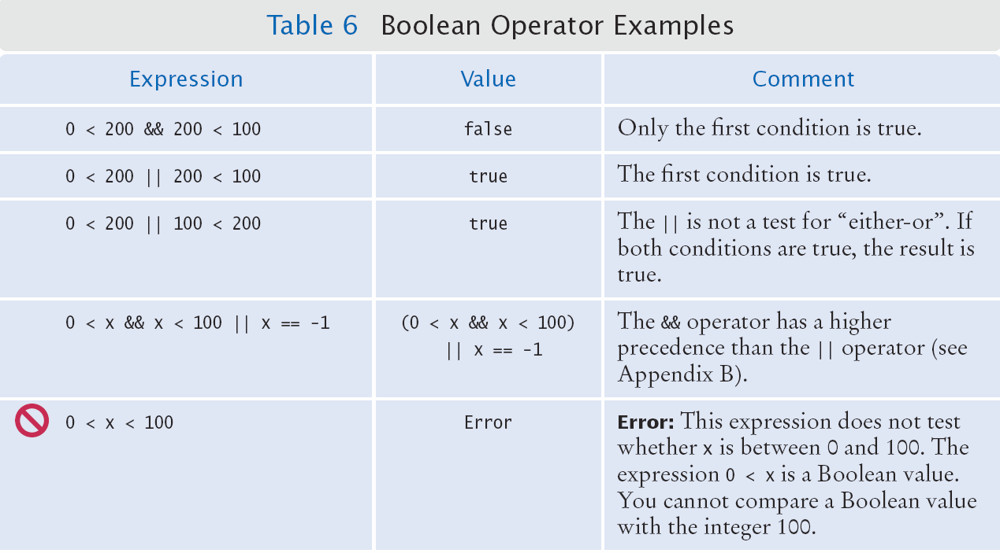 Table 6 Boolean Operator Examples
Expression Value Comment
0 < 200 && 200 < 100 false Only the first condition is true.
0 < 200 || 200 < 100 true The first condition is true.
0 < 200 || 100 < 200 true The || is not a test for “either-or”. If
both conditions are true, the result is
true.
0 < x && x < 100 || x == -1 (0 < x && x < 100) The && operator has a higher
|| x == -1 precedence than the || operator (see
Appendix B).
0 < x < 100 Error Error: This expression does not test
whether x is between 0 and 100. The
expression 0 < x is a Boolean value.
You cannot compare a Boolean value
with the integer 100.